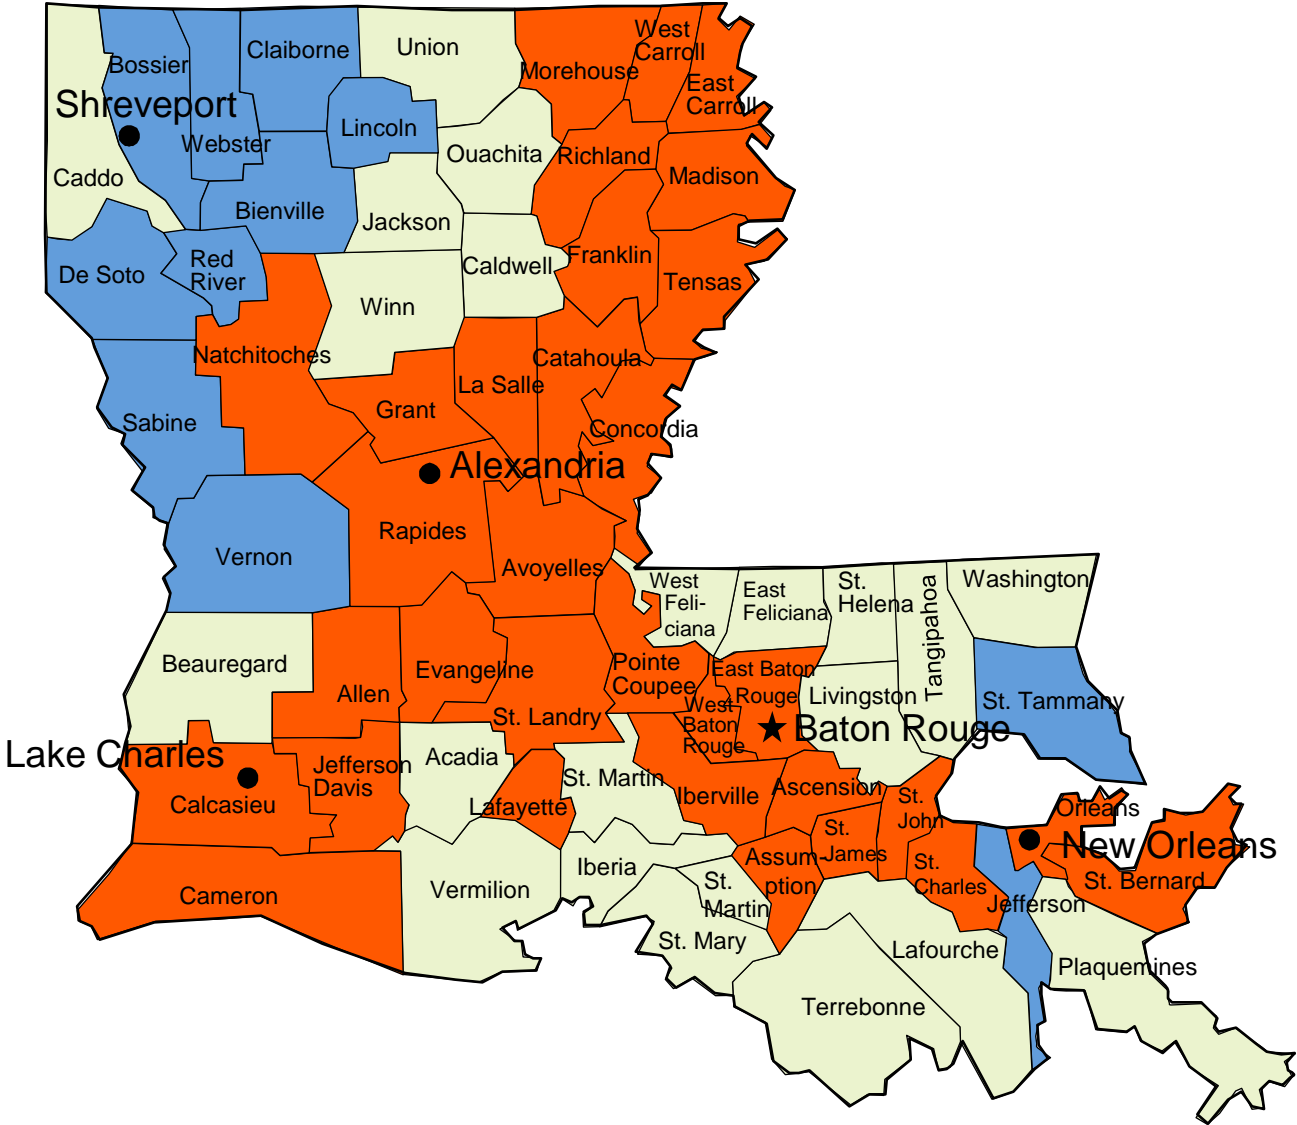 Bossier
Claiborne
Union
West
Carroll
Morehouse
East
Carroll
Shreveport
Webster
Lincoln
Ouachita
Richland
Madison
Caddo
Bienville
Jackson
Caldwell
Franklin
De Soto
Red
River
Winn
Tensas
Natchitoches
Catahoula
La Salle
Grant
Sabine
Concordia
Alexandria
Rapides
Vernon
Avoyelles
West
Feli-
ciana
East
Feliciana
St.
Helena
Tangipahoa
Washington
Beauregard
Allen
Evangeline
Pointe
Coupee
East Baton
Rouge
West
Baton
Rouge
Livingston
St. Tammany
St. Landry
Baton Rouge
Lake Charles
Calcasieu
Jefferson
Davis
Acadia
Lafayette
St. Martin
Iberville
Ascension
St.
John
Orleans
New Orleans
St.
James
Assum-
ption
St.
Charles
St. Bernard
Jefferson
Cameron
Vermilion
Iberia
St.
Martin
St. Mary
Lafourche
Plaquemines
Terrebonne